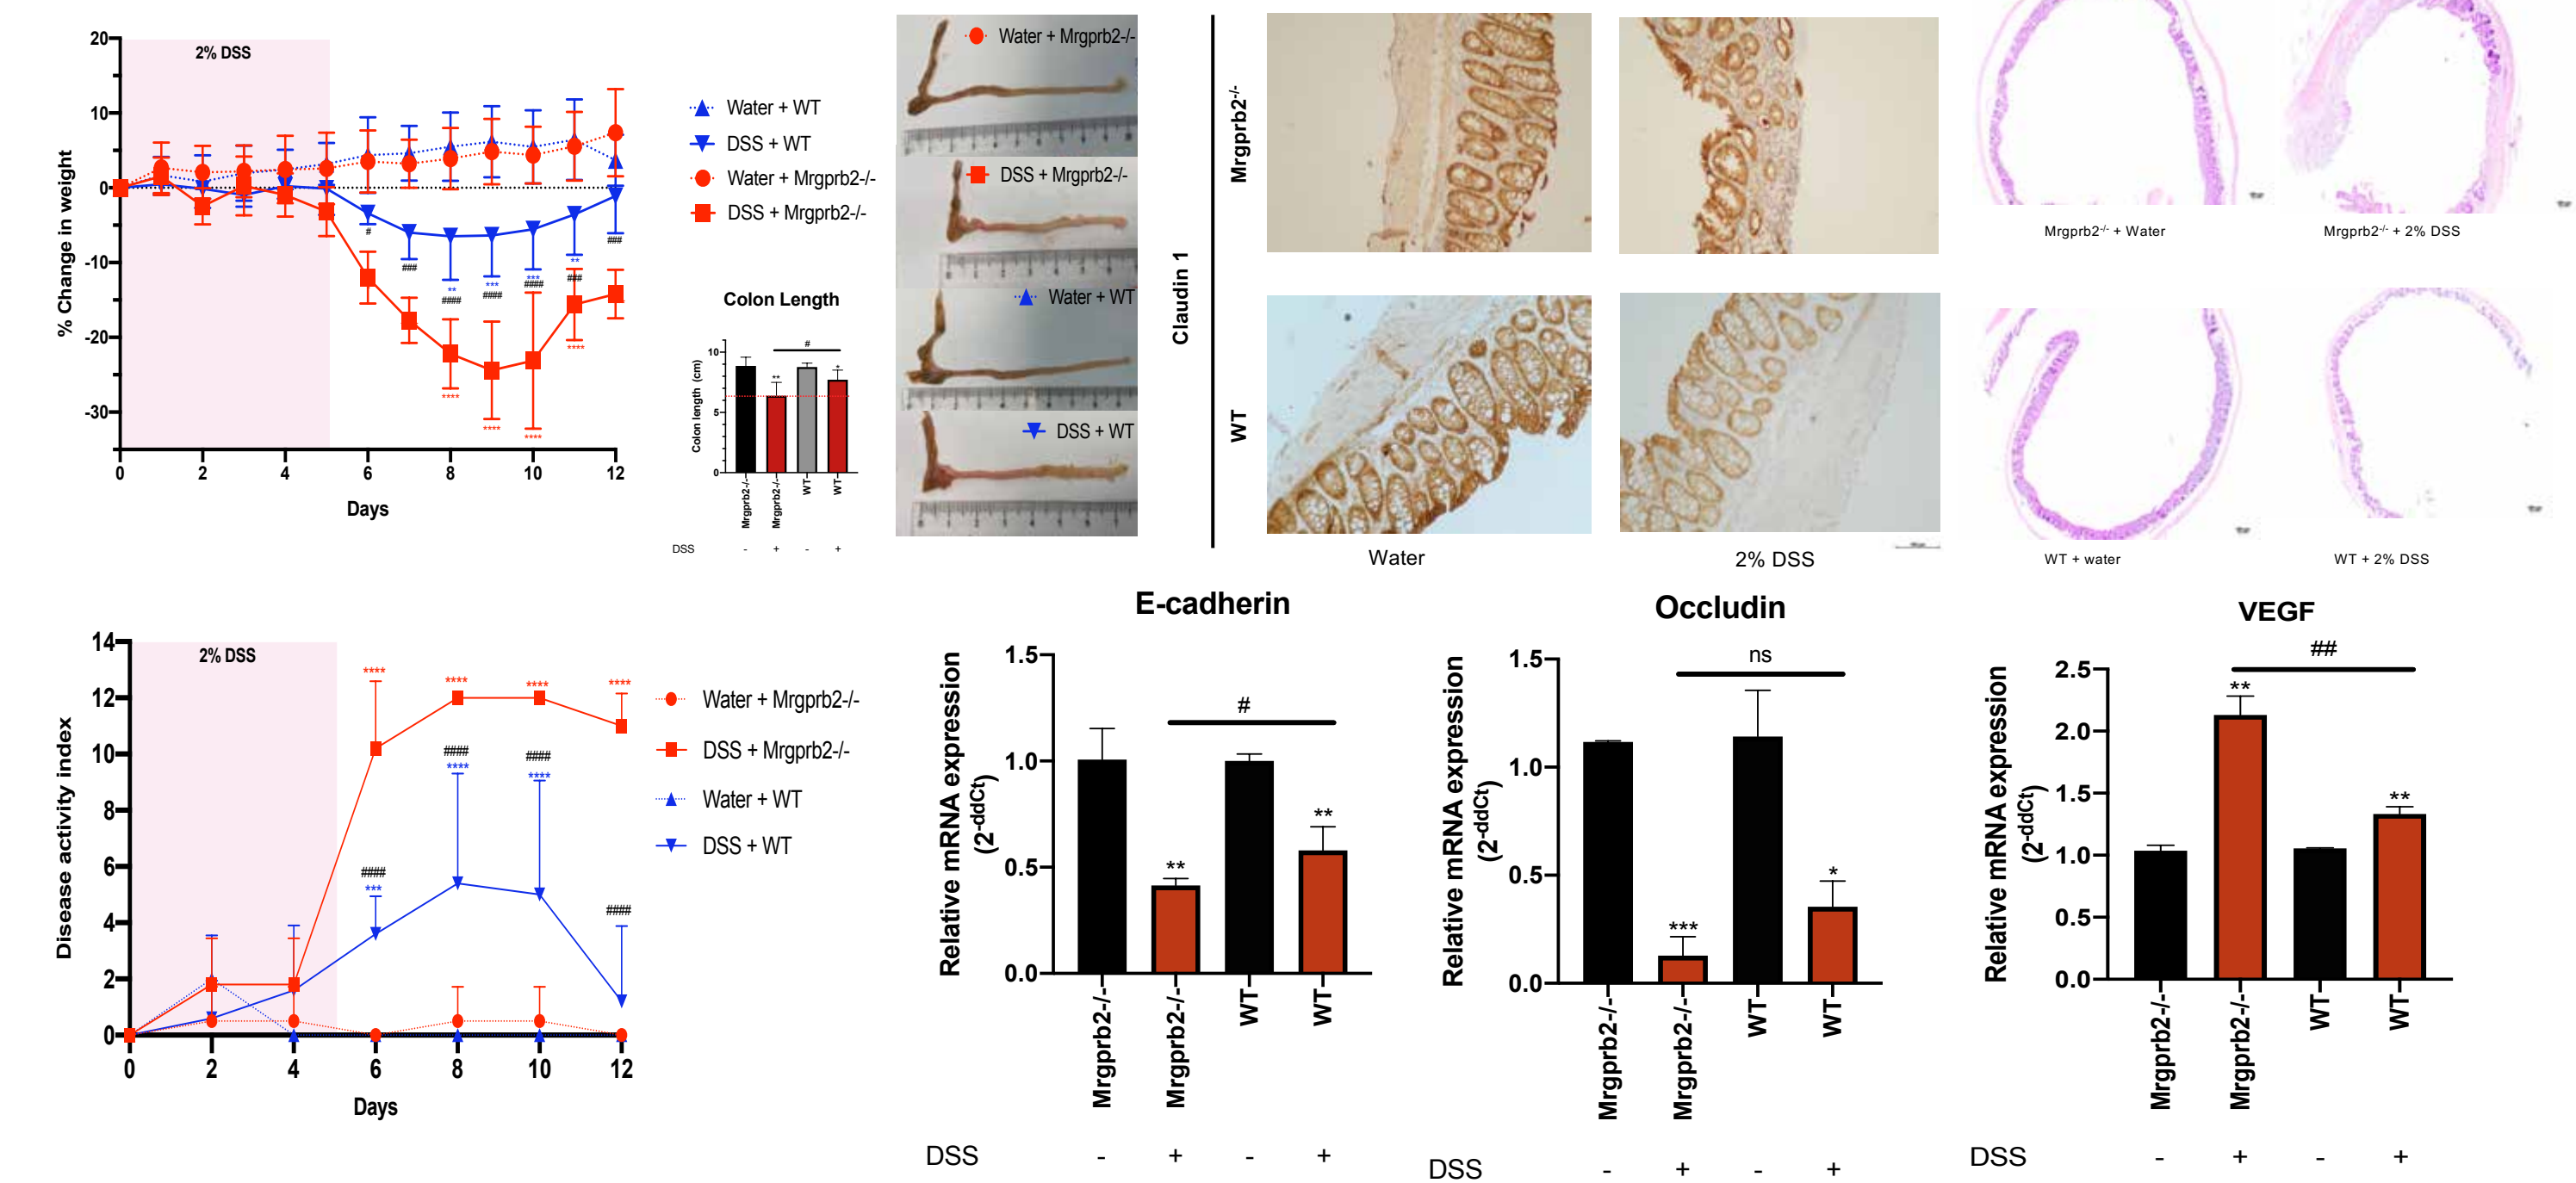 2% DSS
20
10
0
-10
-20
-30
% Change in weight
0 2 4 6 8 10 12
Days
#
###
**
####
***
####
***
####
**
###
###
****
****
****
****
Water + WT
DSS + WT
Water + Mrgprb2-/-
DSS + Mrgprb2-/-
Colon Length
Colon length (cm)
10
5
0
#
**
*
Mrgprb2-/-
Mrgprb2-/-
WT
WT
DSS - + - +
Water + Mrgprb2-/-
DSS + Mrgprb2-/-
Water + WT
DSS + WT
Claudin 1
Mrgprb2-/-
WT
Water
2% DSS
Mrgprb2-/- + Water
Mrgprb2-/- + 2% DSS
WT + water
WT + 2% DSS
2% DSS
Disease activity index
14
12
10
8
6
4
2
0
0 2 4 6 8 10 12
Days
**** **** **** ****
####
***
####
****
####
****
####
Water + Mrgprb2-/-
DSS + Mrgprb2-/-
Water + WT
DSS + WT
E-cadherin
Relative mRNA expression
(2-ddCt)
1.5
1.0
0.5
0.0
#
**
**
Mrgprb2-/-
Mrgprb2-/-
WT
WT
DSS - + - +
Occludin
Relative mRNA expression
(2-ddCt)
1.5
1.0
0.5
0.0
ns
***
*
Mrgprb2-/-
Mrgprb2-/-
WT
WT
DSS - + - +
VEGF
Relative mRNA expression
(2-ddCt)
2.5
2.0
1.5
1.0
0.5
0.0
##
**
**
Mrgprb2-/-
Mrgprb2-/-
WT
WT
DSS - + - +